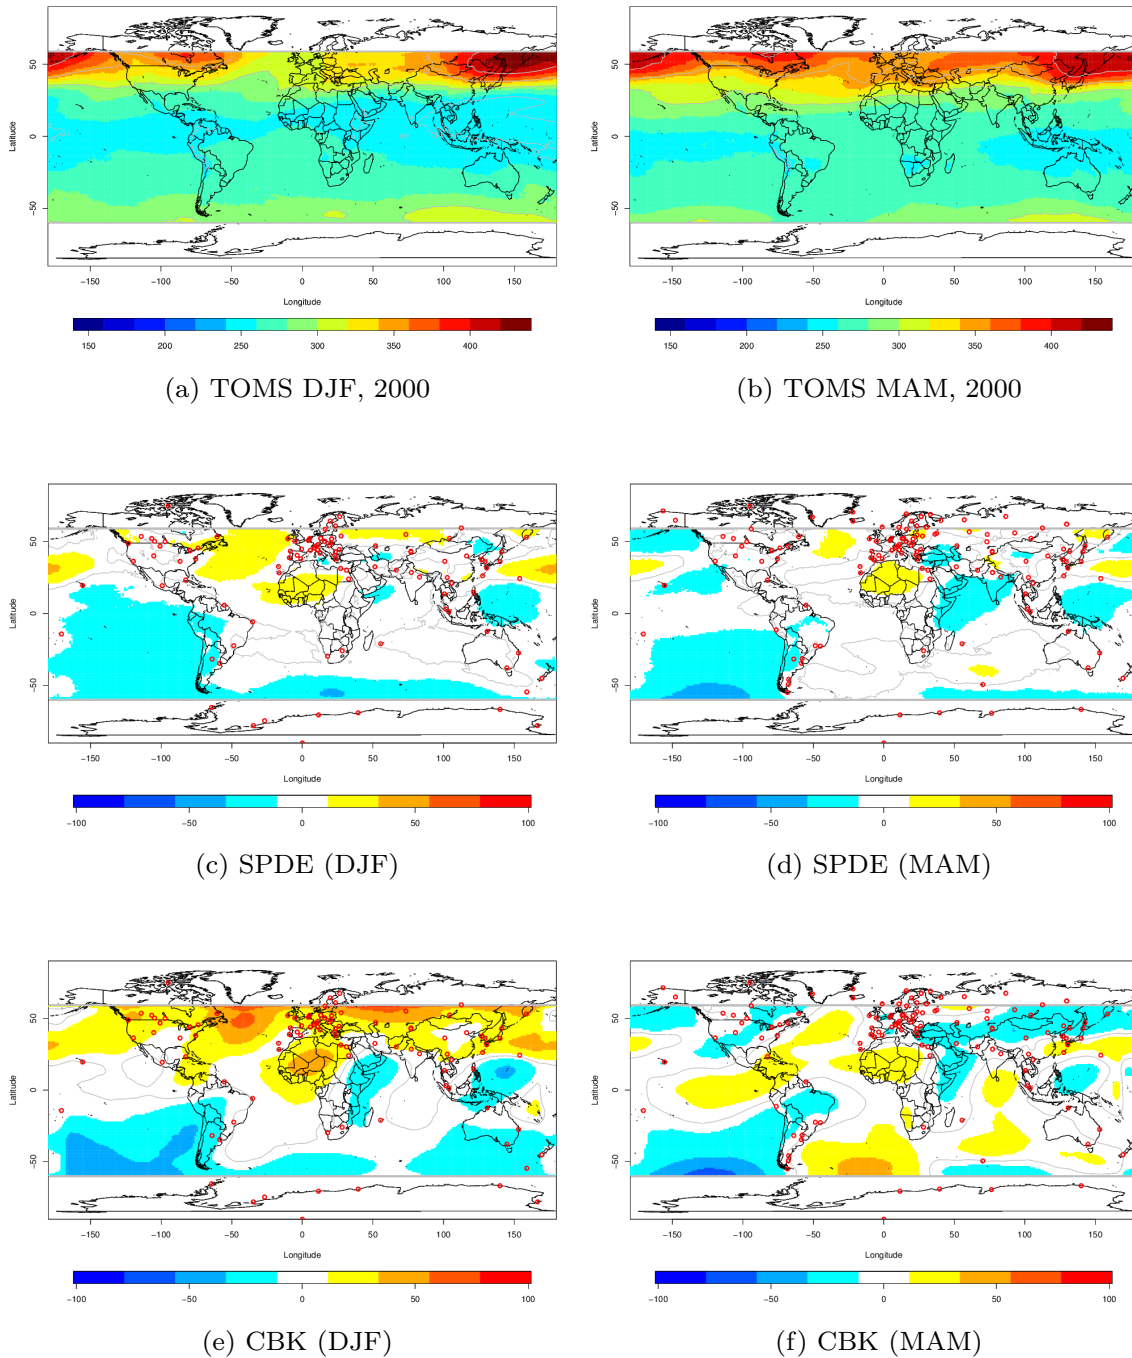 50
0
−50
Latitude
−150 −100 −50 0 50 100 150
Longitude
150 200 250 300 350 400
(a) TOMS DJF, 2000
50
0
−50
Latitude
−150 −100 −50 0 50 100 150
Longitude
150 200 250 300 350 400
(b) TOMS MAM, 2000
50
0
−50
Latitude
−150 −100 −50 0 50 100 150
Longitude
−100 −50 0 50 100
(c) SPDE (DJF)
50
0
−50
Latitude
−150 −100 −50 0 50 100 150
Longitude
−100 −50 0 50 100
(d) SPDE (MAM)
50
0
−50
Latitude
−150 −100 −50 0 50 100 150
Longitude
−100 −50 0 50 100
(e) CBK (DJF)
50
0
−50
Latitude
−150 −100 −50 0 50 100 150
Longitude
−100 −50 0 50 100
(f) CBK (MAM)